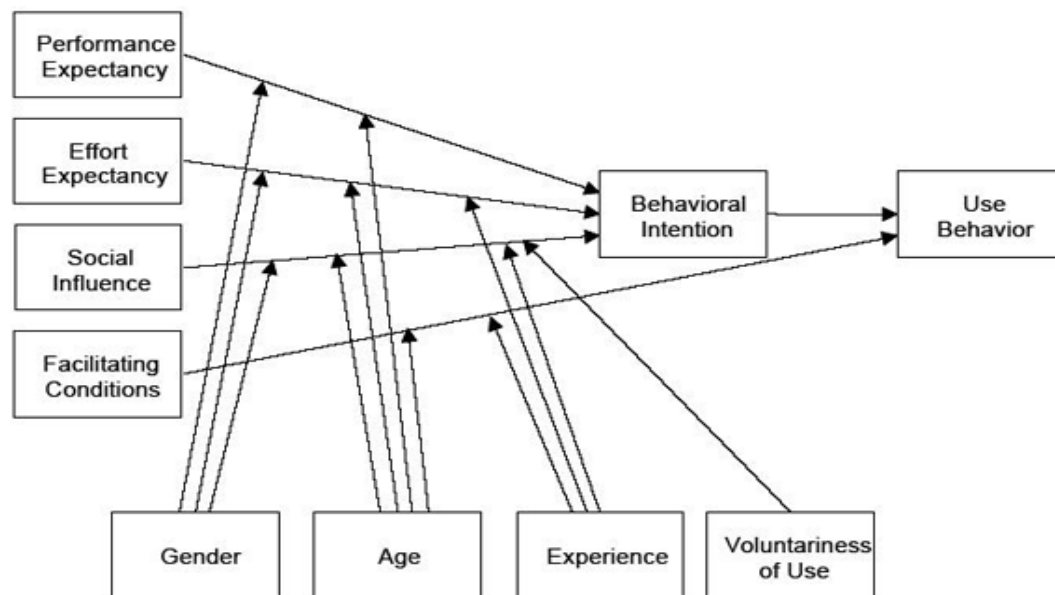 Performance
Expectancy
Effort
Expectancy
Social
Influence
Facilitating
Conditions
Behavioral
Intention
Use
Behavior
Gender
Age
Experience
Voluntariness
of Use